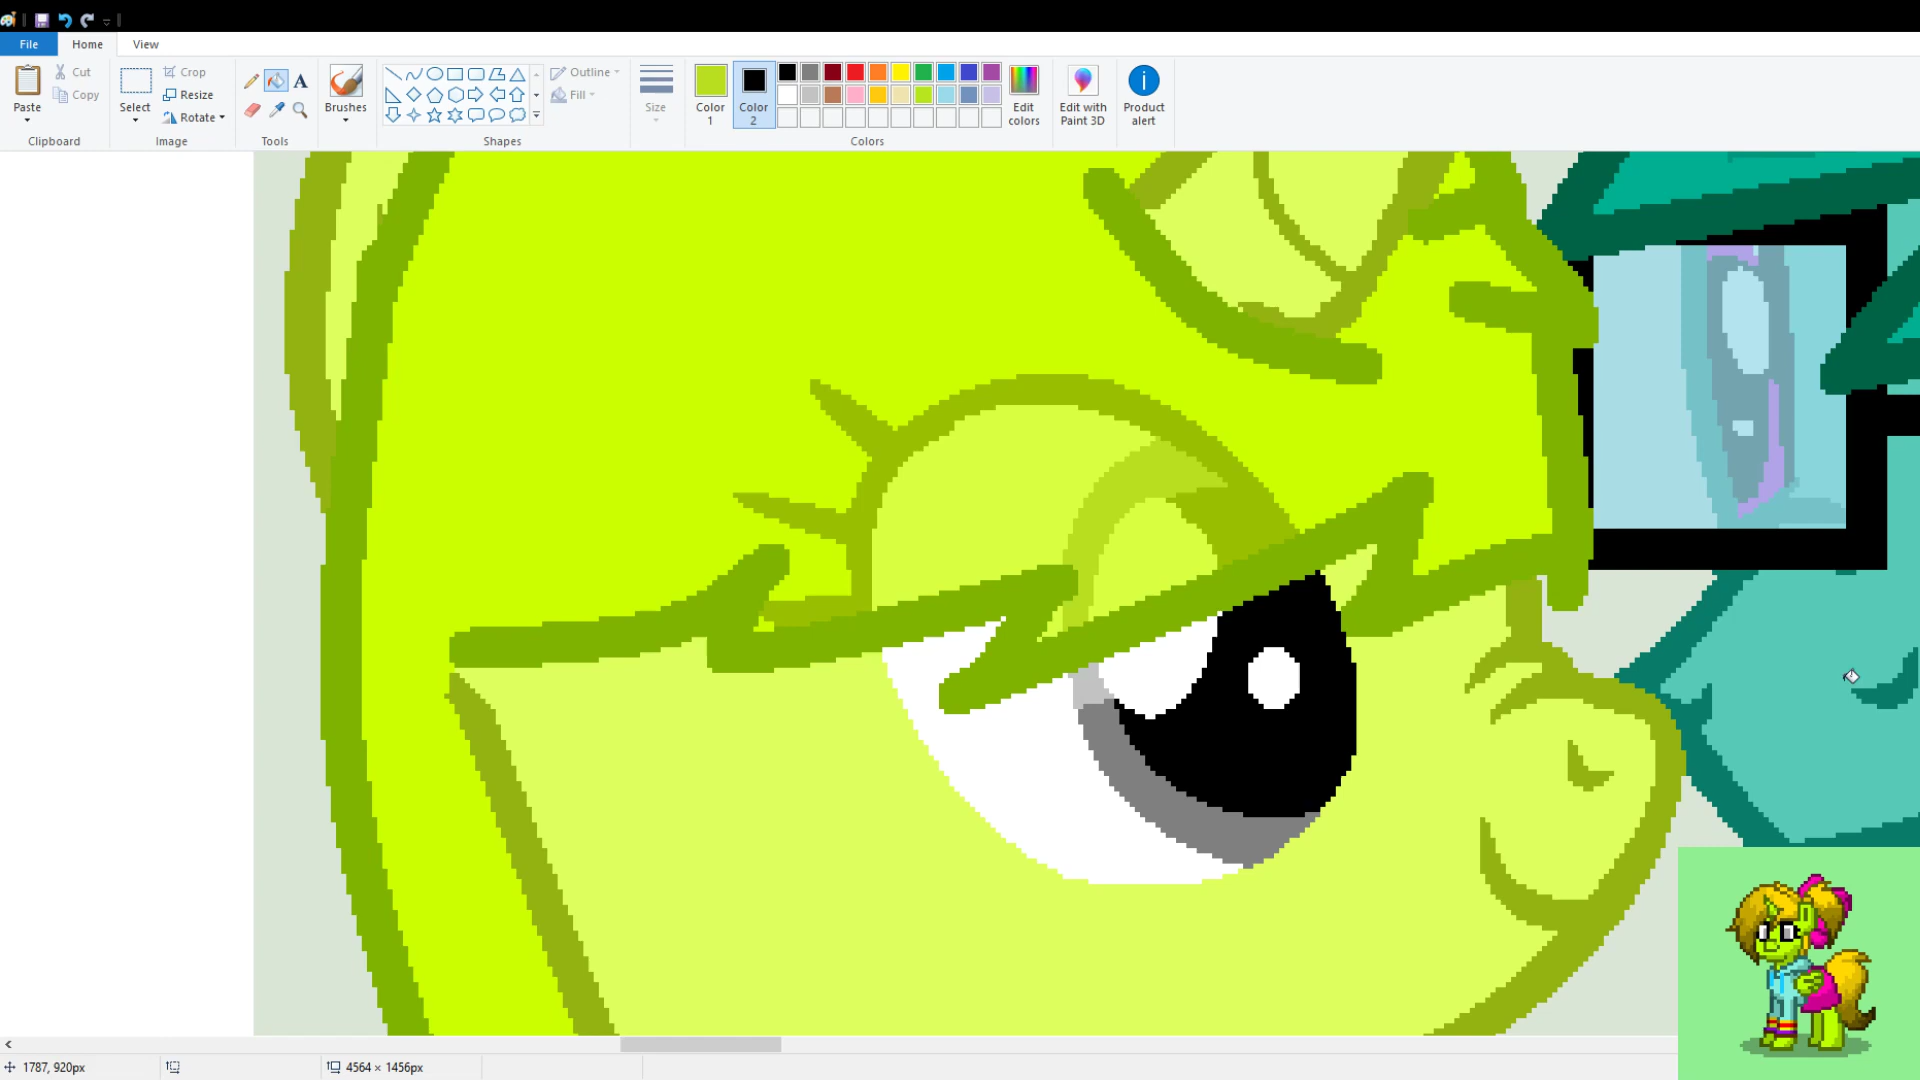 File Home View
Paste
Cut
Copy
Clipboard
Select
Crop
Resize
Rotate
Image
A
Tools
Brushes
Outline
Fill
Shapes
Size
Color 1
Color 2
Edit colors
Colors
Edit with Paint 3D
Product alert
1787, 920px
4564 × 1456px